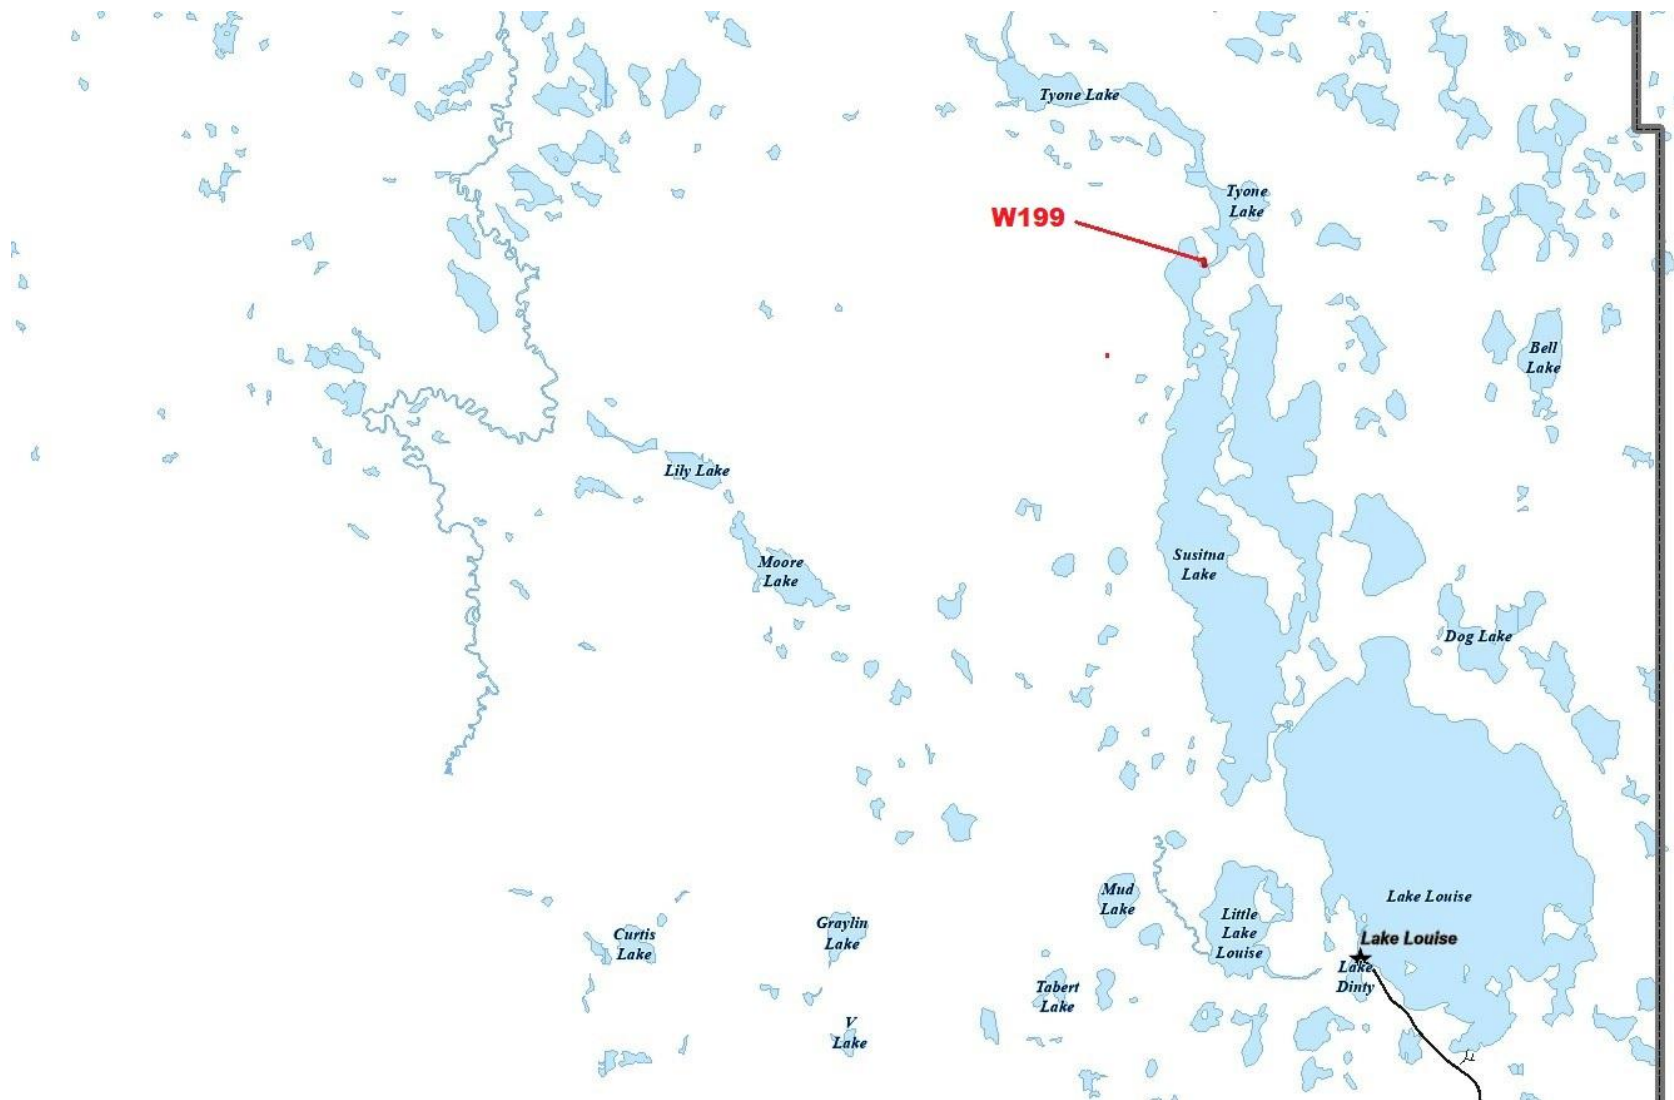 Tyone Lake
Tyone
Lake
W199
Bell
Lake
Lily Lake
Moore
Lake
Susitna
Lake
Dog Lake
Mud
Lake
Lake Louise
Little
Lake
Louise
Graylin
Lake
Curtis
Lake
Lake Louise
Lake
Dinty
Tabert
Lake
V
Lake